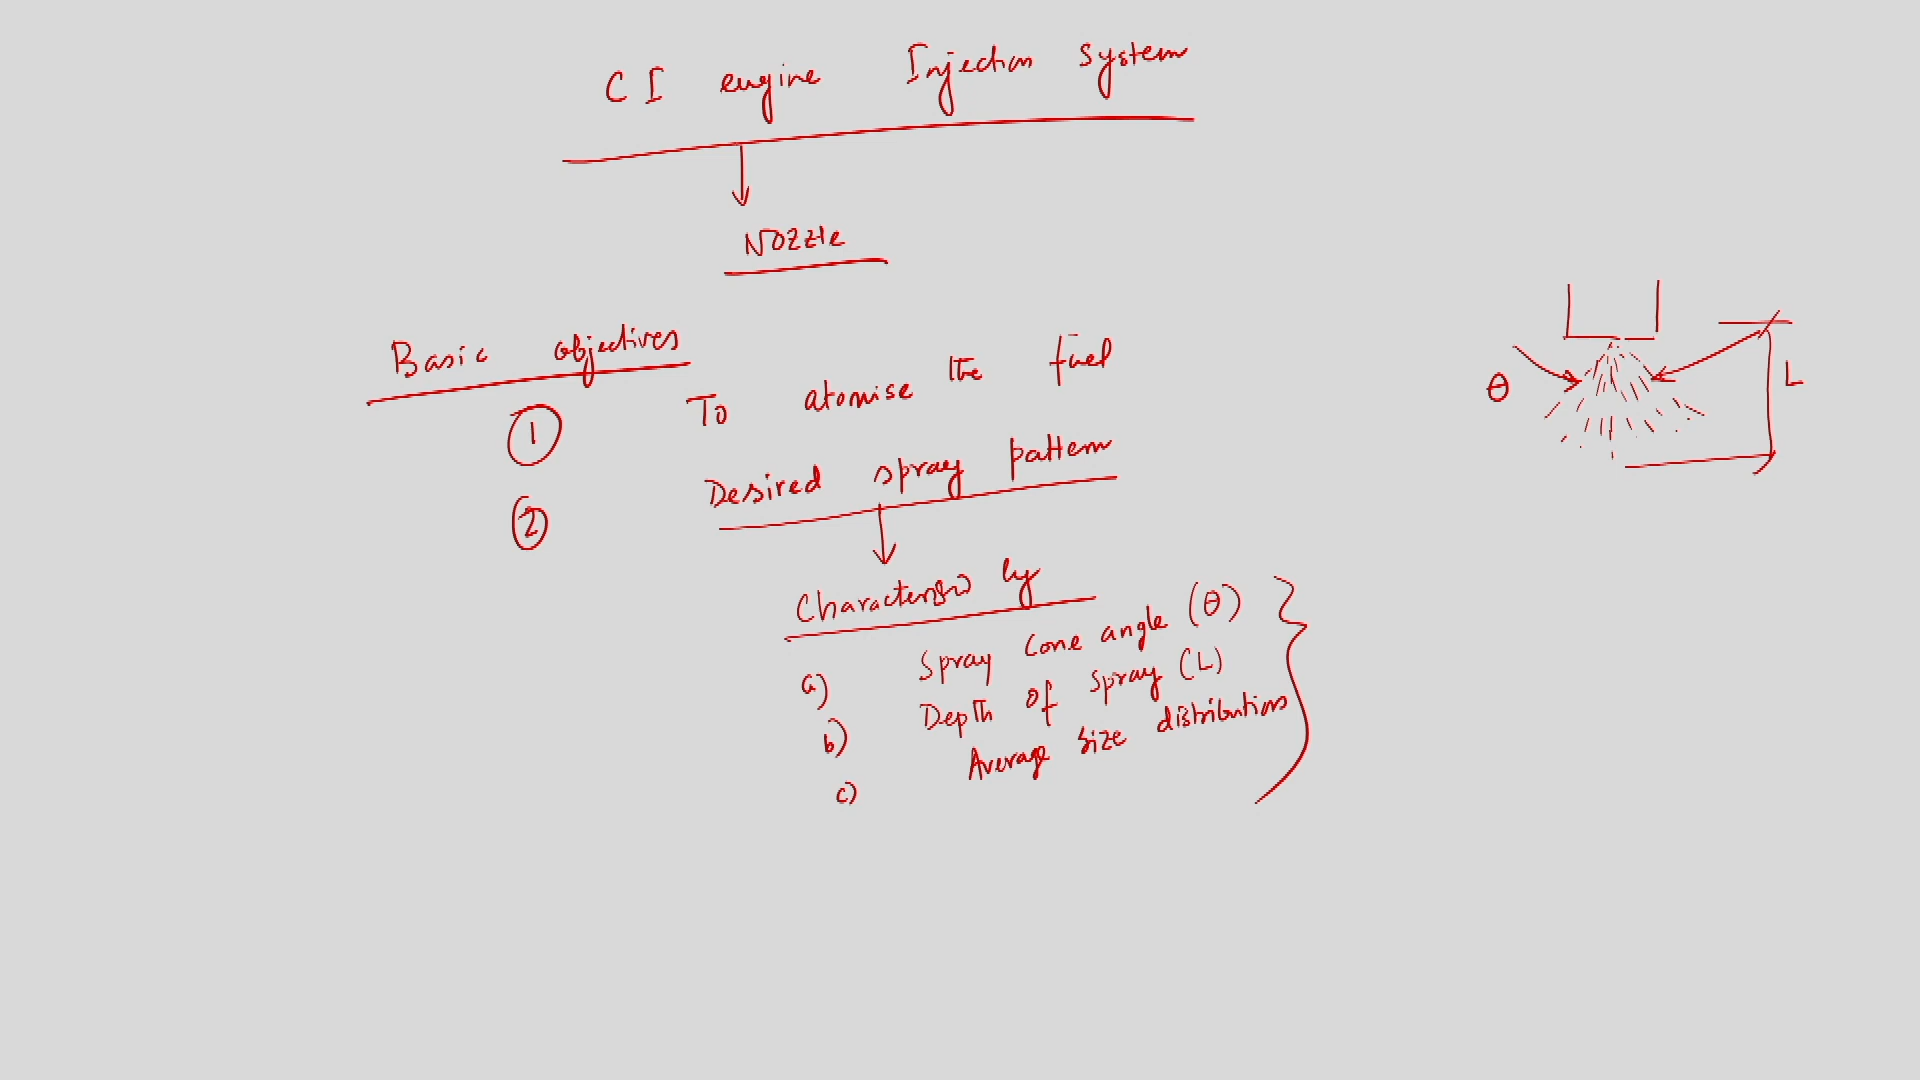 CI engine Injection System
Nozzle
Basic objectives
① To atomise the fuel
② Desired spray pattern
Characterised by
a) Spray cone angle (θ)
b) Depth of spray (L)
c) Average size distribution
θ
L